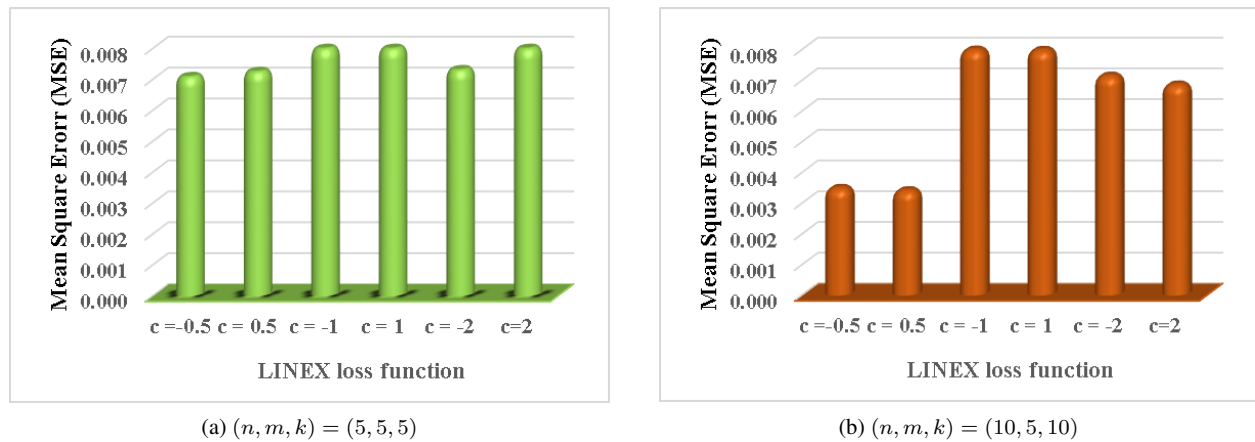 Mean Square Erorr (MSE)
0.008
0.007
0.006
0.005
0.004
0.003
0.002
0.001
0.000
c =-0.5 c = 0.5 c = -1 c = 1 c = -2 c=2
LINEX loss function
(a) (n, m, k) = (5, 5, 5)
Mean Square Erorr (MSE)
0.008
0.007
0.006
0.005
0.004
0.003
0.002
0.001
0.000
c =-0.5 c = 0.5 c= -1 c = 1 c = -2 c=2
LINEX loss function
(b) (n, m, k) = (10, 5, 10)